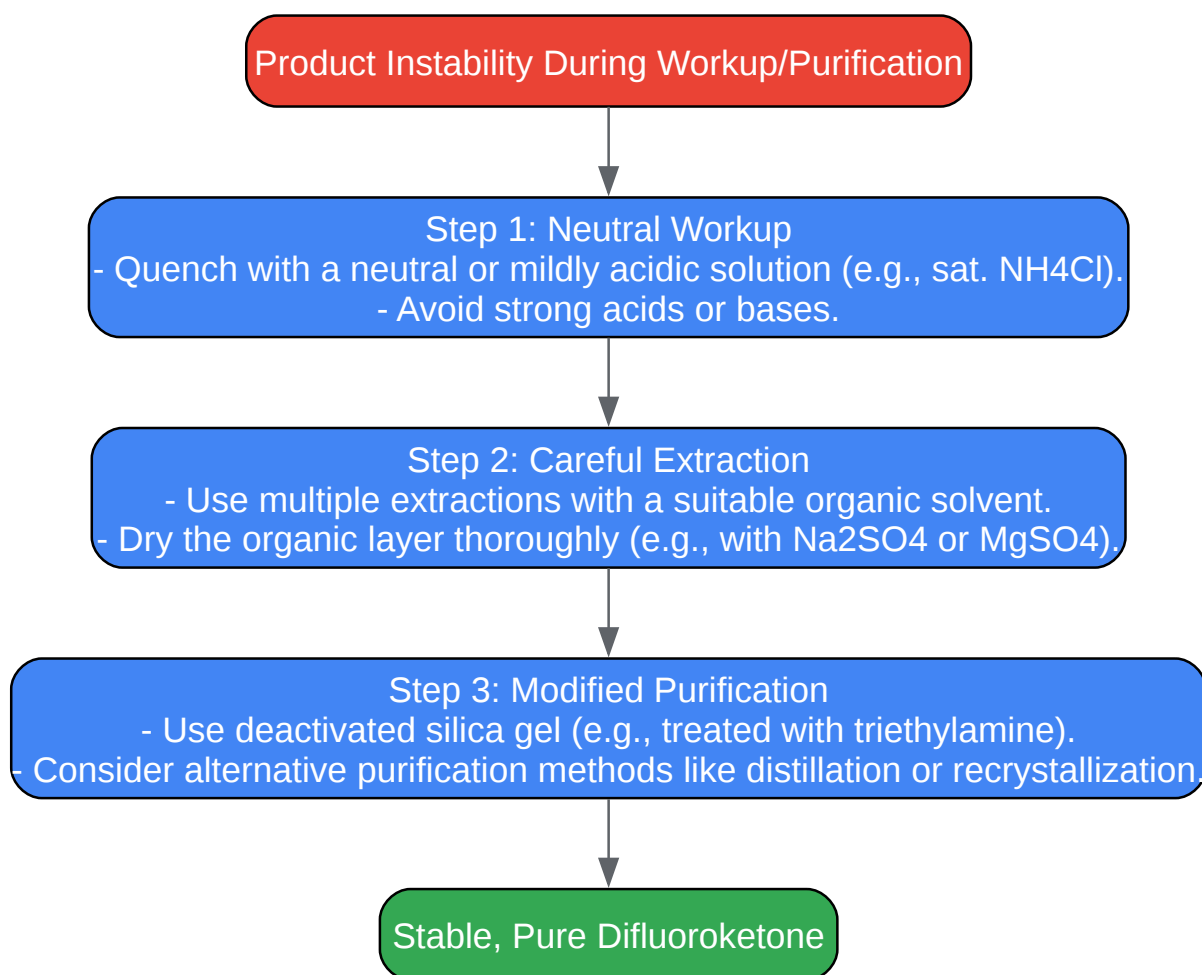 Product Instability During Workup/Purification
Step 1: Neutral Workup
- Quench with a neutral or mildly acidic solution (e.g., sat. NH4Cl).
- Avoid strong acids or bases.
Step 2: Careful Extraction
- Use multiple extractions with a suitable organic solvent.
- Dry the organic layer thoroughly (e.g., with Na2SO4 or MgSO4).
Step 3: Modified Purification
- Use deactivated silica gel (e.g., treated with triethylamine).
- Consider alternative purification methods like distillation or recrystallization.
Stable, Pure Difluoroketone